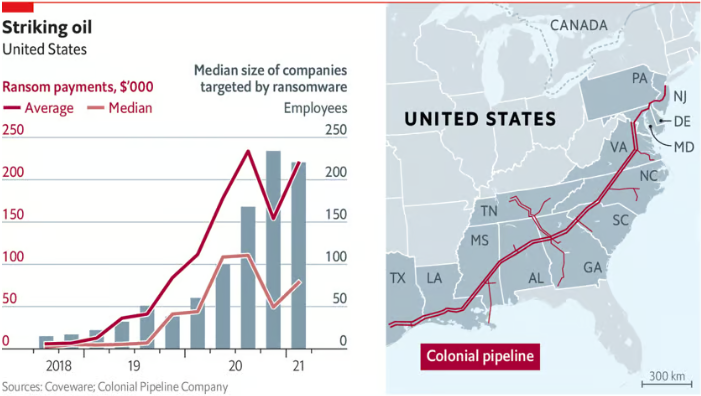 Striking oil
United States
Ransom payments, $'000
Average Median
Median size of companies
targeted by ransomware
Employees
250 250
200 200
150 150
100 100
50 50
0 0
2018 19 20 21
Sources: Coveware; Colonial Pipeline Company
CANADA
UNITED STATES
PA
NJ
DE
MD
VA
NC
TN
SC
MS
TX LA AL GA
Colonial pipeline
300 km